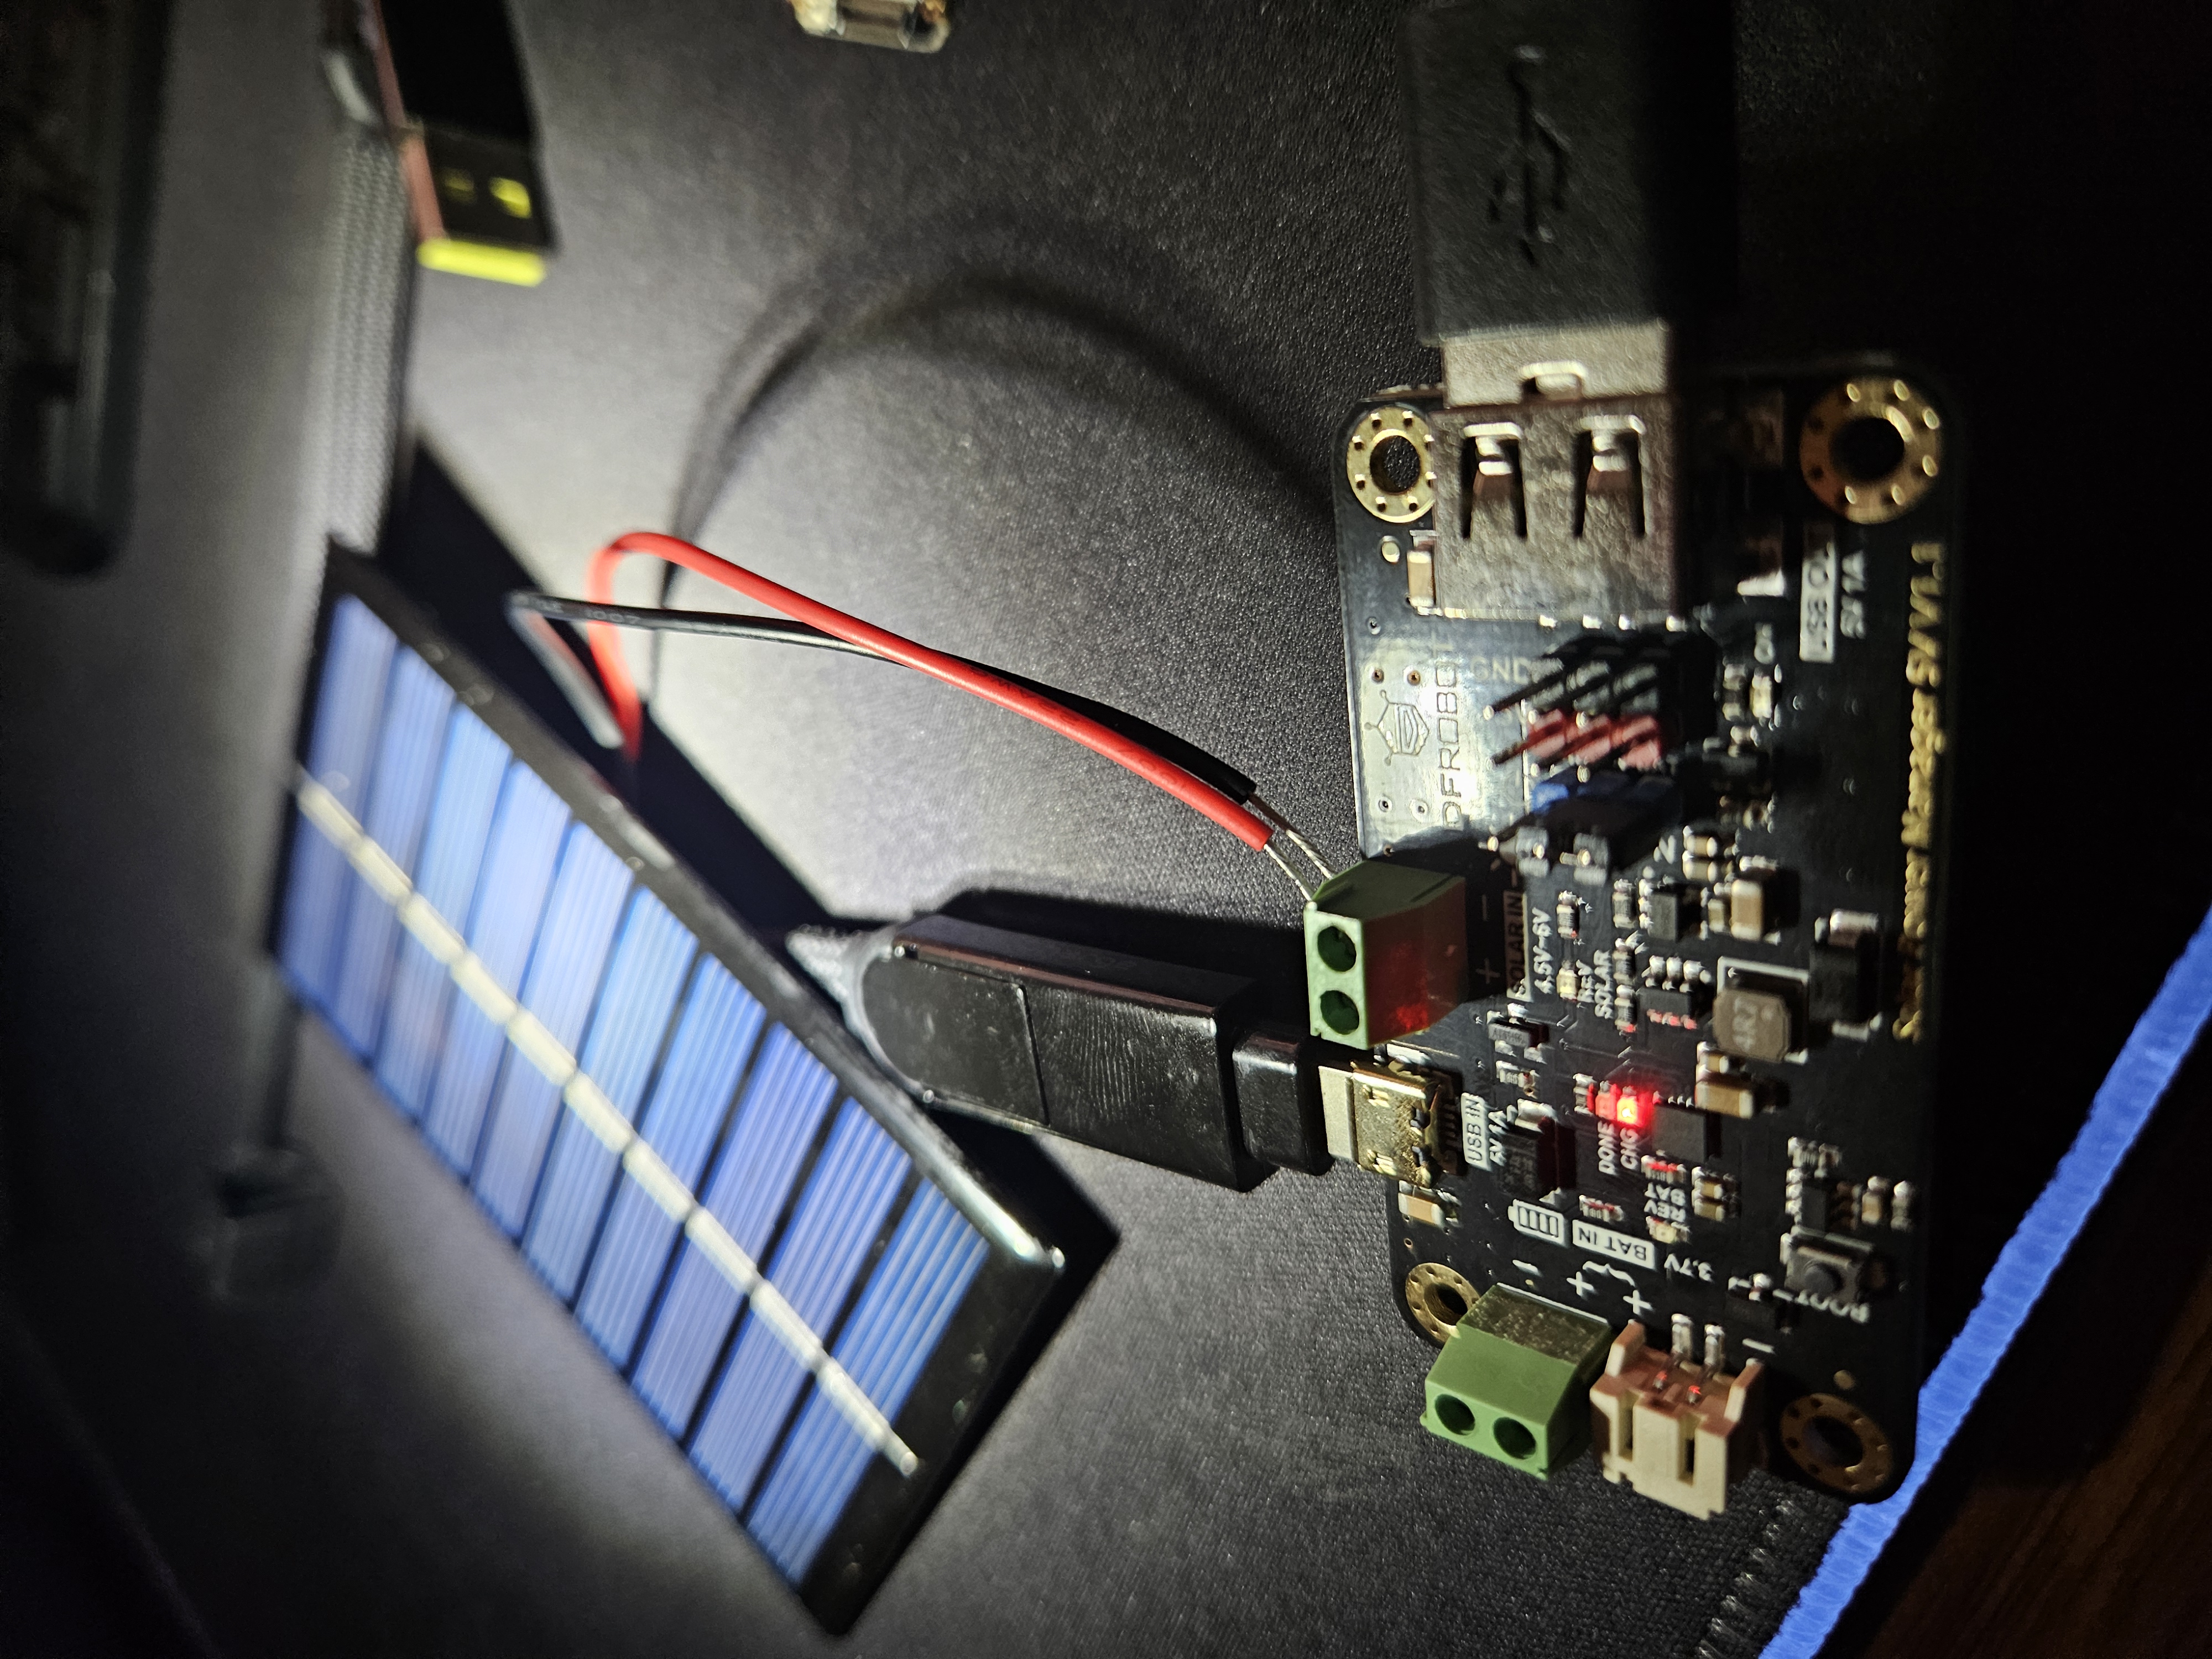 DFROBO
USB IN
5V 1A
+ −
SOLAR IN
4.5V~6V
REV
SOLAR
DONE
CHG
BAT IN
− +
+ −
3.7V
REV
BAT
BOOT
4R7
ON
USB OUT
5V 1A
Solar Power Manager 5V V1.1